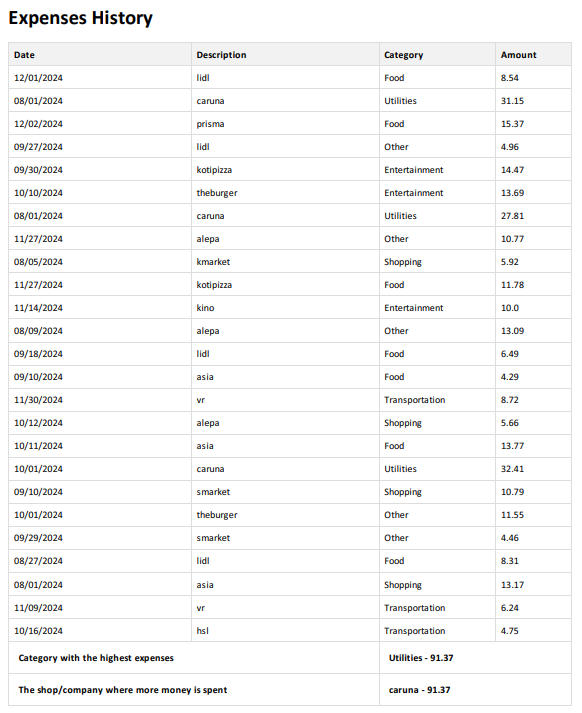 Expenses History
Date Description Category Amount
12/01/2024 lidl Food 8.54
08/01/2024 caruna Utilities 31.15
12/02/2024 prisma Food 15.37
09/27/2024 lidl Other 4.96
09/30/2024 kotipizza Entertainment 14.47
10/10/2024 theburger Entertainment 13.69
08/01/2024 caruna Utilities 27.81
11/27/2024 alepa Other 10.77
08/05/2024 kmarket Shopping 5.92
11/27/2024 kotipizza Food 11.78
11/14/2024 kino Entertainment 10.0
08/09/2024 alepa Other 13.09
09/18/2024 lidl Food 6.49
09/10/2024 asia Food 4.29
11/30/2024 vr Transportation 8.72
10/12/2024 alepa Shopping 5.66
10/11/2024 asia Food 13.77
10/01/2024 caruna Utilities 32.41
09/10/2024 smarket Shopping 10.79
10/01/2024 theburger Other 11.55
09/29/2024 smarket Other 4.46
08/27/2024 lidl Food 8.31
08/01/2024 asia Shopping 13.17
11/09/2024 vr Transportation 6.24
10/16/2024 hsl Transportation 4.75
Category with the highest expenses Utilities - 91.37
The shop/company where more money is spent caruna - 91.37